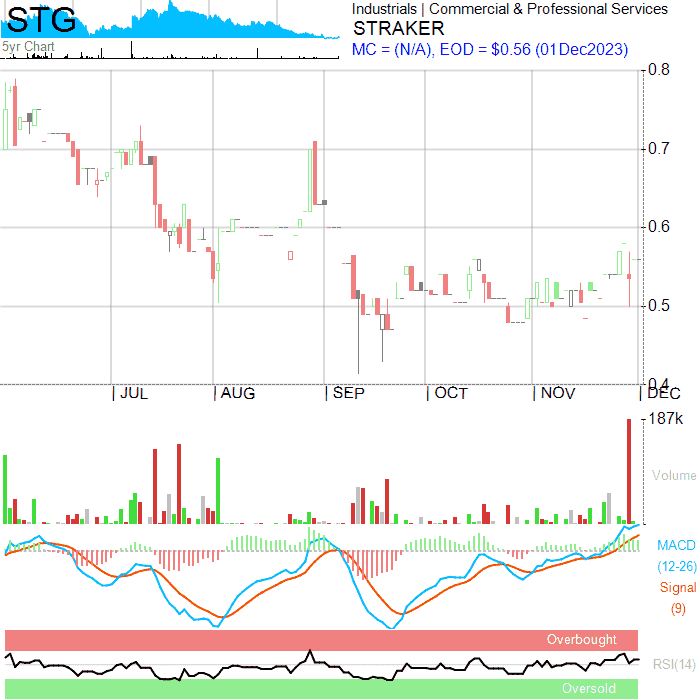 STG
5yr Chart
Industrials | Commercial & Professional Services
STRAKER
MC = (N/A), EOD = $0.56 (01Dec2023)
0.8
0.7
0.6
0.5
0.4
| JUL | AUG | SEP | OCT | NOV | DEC
187k
Volume
MACD
(12-26)
Signal
(9)
Overbought
RSI(14)
Oversold